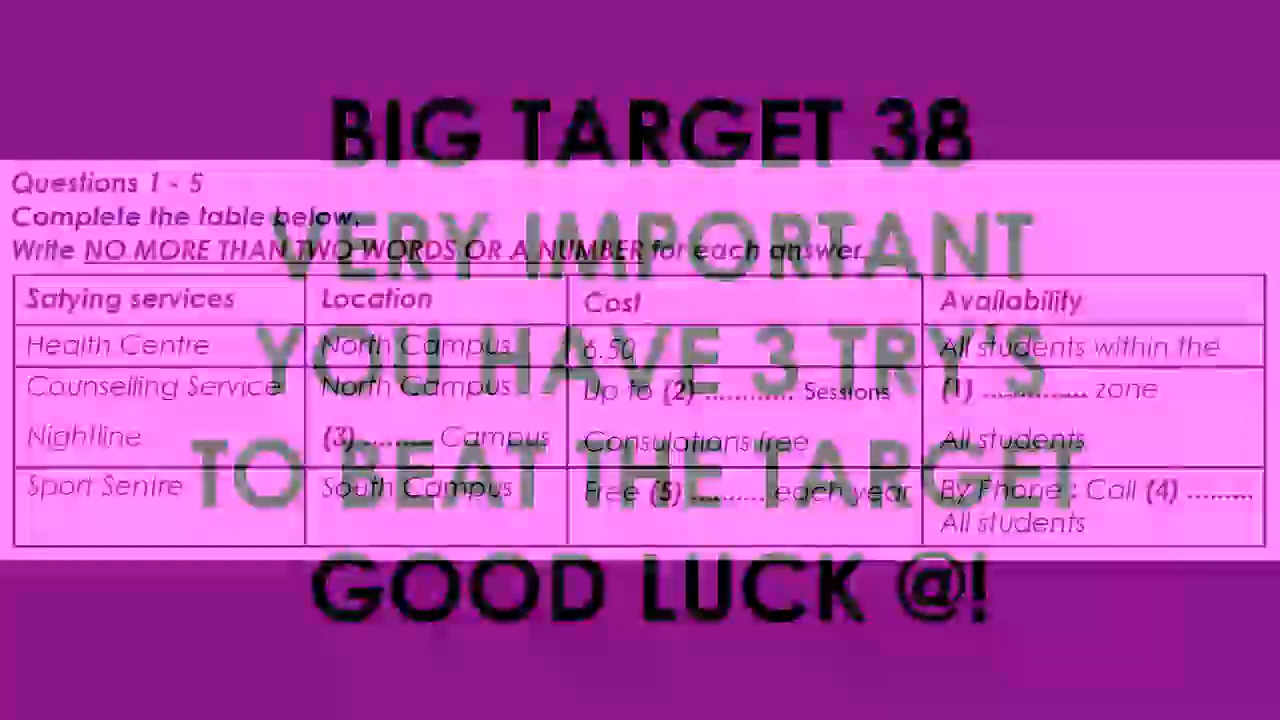 BIG TARGET 38
Questions 1 - 5
Complete the table below.
VERY IMPORTANT
Write NO MORE THAN TWO WORDS OR A NUMBER for each answer.
Satying services Location Cost Availability
YOU HAVE 3 TRY'S
Health Centre North Campus 6.50 All students within the
Counselling Service North Campus Up to (2) ............ Sessions (1) .............. zone
Nightline (3) ......... Campus Consulations free All students
TO BEAT THE TARGET
Sport Sentre South Campus Free (5) .......... each year By Phone : Call (4) .........
All students
GOOD LUCK @!